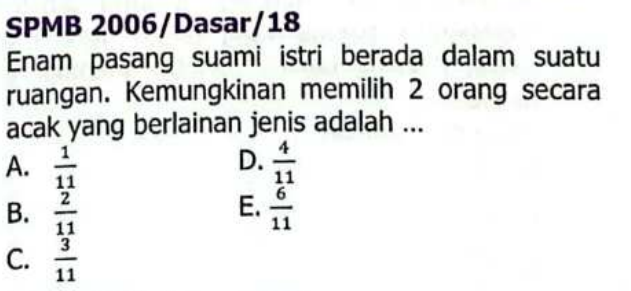 SPMB 2006/Dasar/18
Enam pasang suami istri berada dalam suatu
ruangan. Kemungkinan memilih 2 orang secara
acak yang berlainan jenis adalah ...
A. 1/11
B. 2/11
C. 3/11
D. 4/11
E. 6/11